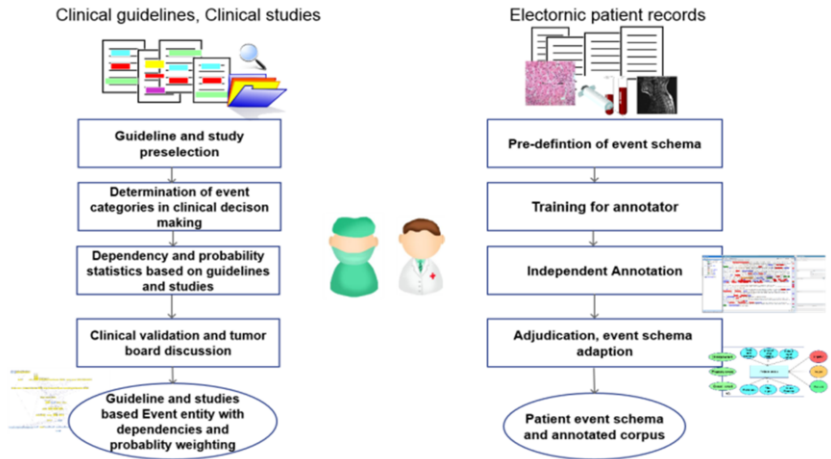 Clinical guidelines, Clinical studies
Guideline and study
preselection
Determination of event
categories in clinical decison
making
Dependency and probability
statistics based on guidelines
and studies
Clinical validation and tumor
board discussion
Guideline and studies
based Event entity with
dependencies and
probablity weighting
Electornic patient records
Pre-defintion of event schema
Training for annotator
Independent Annotation
Adjudication, event schema
adaption
Patient event schema
and annotated corpus